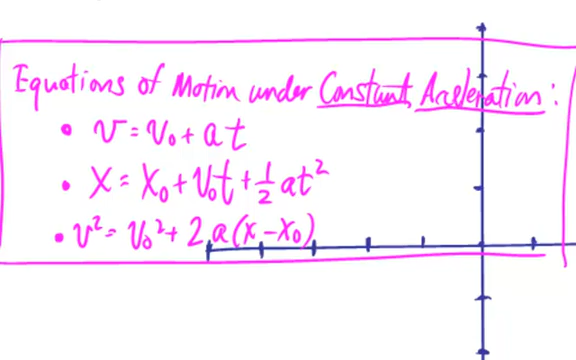 Equations of Motion under Constant Acceleration:
• v = v₀ + at
• x = x₀ + v₀t + ½at²
• v² = v₀² + 2a(x - x₀)